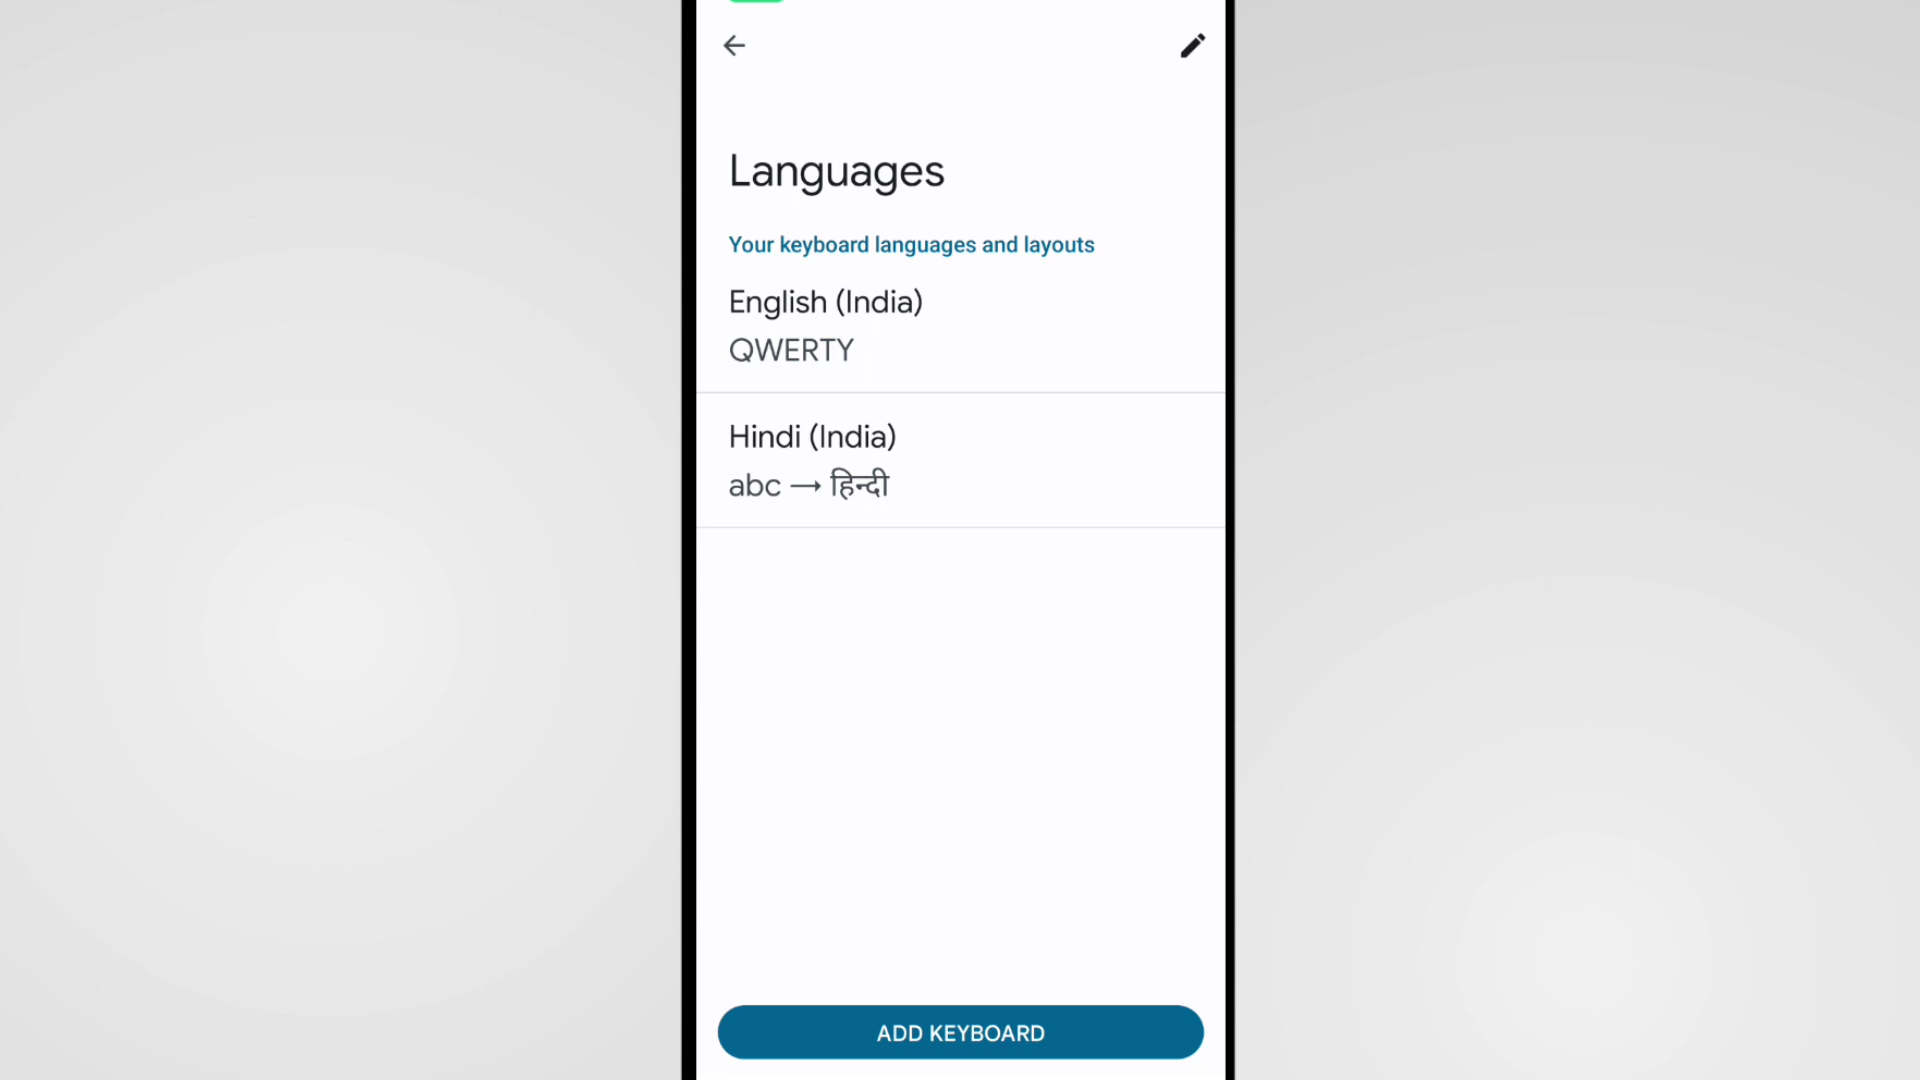 Languages
Your keyboard languages and layouts
English (India)
QWERTY
Hindi (India)
abc → हिन्दी
ADD KEYBOARD